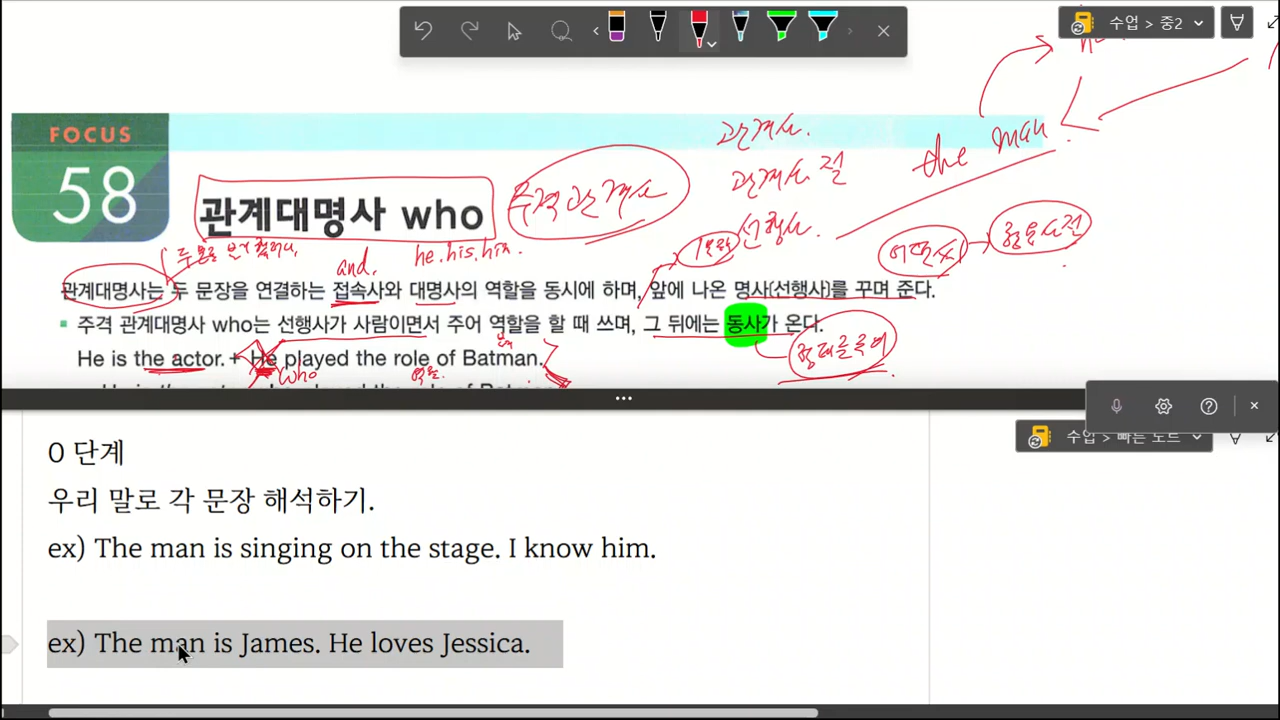 수업 > 중2
FOCUS
58
관계대명사 who
주격 관계사
관계사.
관계사 절
선행사.
the man
and.
he. his. him.
형용사절
관계대명사는 두 문장을 연결하는 접속사와 대명사의 역할을 동시에 하며, 앞에 나온 명사(선행사)를 꾸며 준다.
주격 관계대명사 who는 선행사가 사람이면서 주어 역할을 할 때 쓰며, 그 뒤에는 동사가 온다.
He is the actor. + He played the role of Batman.
who
역할.
수업 > 빠른 노트
0 단계
우리 말로 각 문장 해석하기.
ex) The man is singing on the stage. I know him.
ex) The man is James. He loves Jessica.